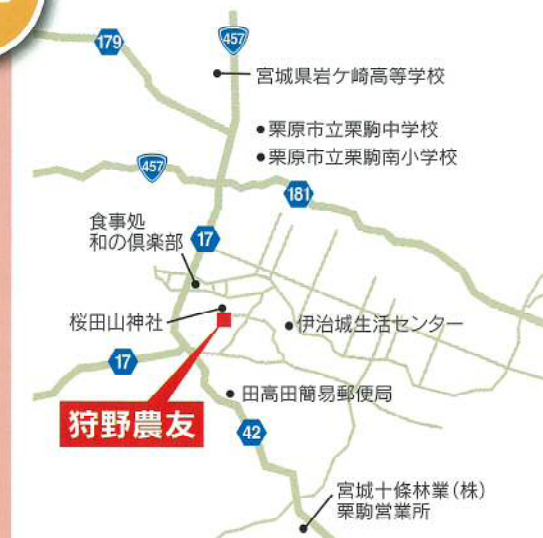 179
457
宮城県岩ケ崎高等学校
栗原市立栗駒中学校
栗原市立栗駒南小学校
457
181
食事処
和の倶楽部
17
桜田山神社
伊治城生活センター
17
田高田簡易郵便局
狩野農友
42
宮城十條林業(株)
栗駒営業所